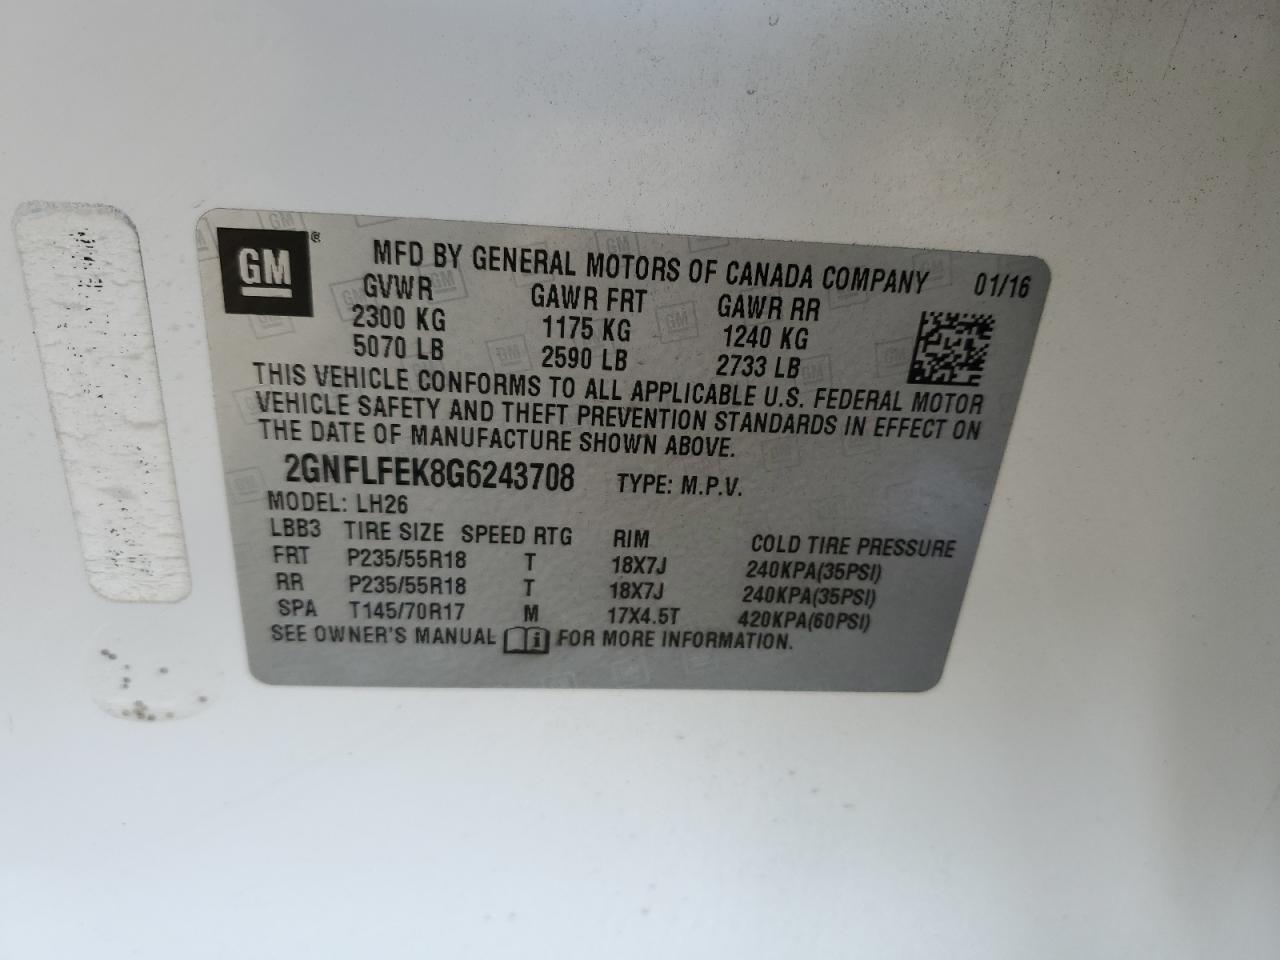 GM®
MFD BY GENERAL MOTORS OF CANADA COMPANY 01/16
GVWR GAWR FRT GAWR RR
2300 KG 1175 KG 1240 KG
5070 LB 2590 LB 2733 LB
THIS VEHICLE CONFORMS TO ALL APPLICABLE U.S. FEDERAL MOTOR
VEHICLE SAFETY AND THEFT PREVENTION STANDARDS IN EFFECT ON
THE DATE OF MANUFACTURE SHOWN ABOVE.
2GNFLFEK8G6243708 TYPE: M.P.V.
MODEL: LH26
LBB3 TIRE SIZE SPEED RTG RIM COLD TIRE PRESSURE
FRT P235/55R18 T 18X7J 240KPA(35PSI)
RR P235/55R18 T 18X7J 240KPA(35PSI)
SPA T145/70R17 M 17X4.5T 420KPA(60PSI)
SEE OWNER'S MANUAL i FOR MORE INFORMATION.